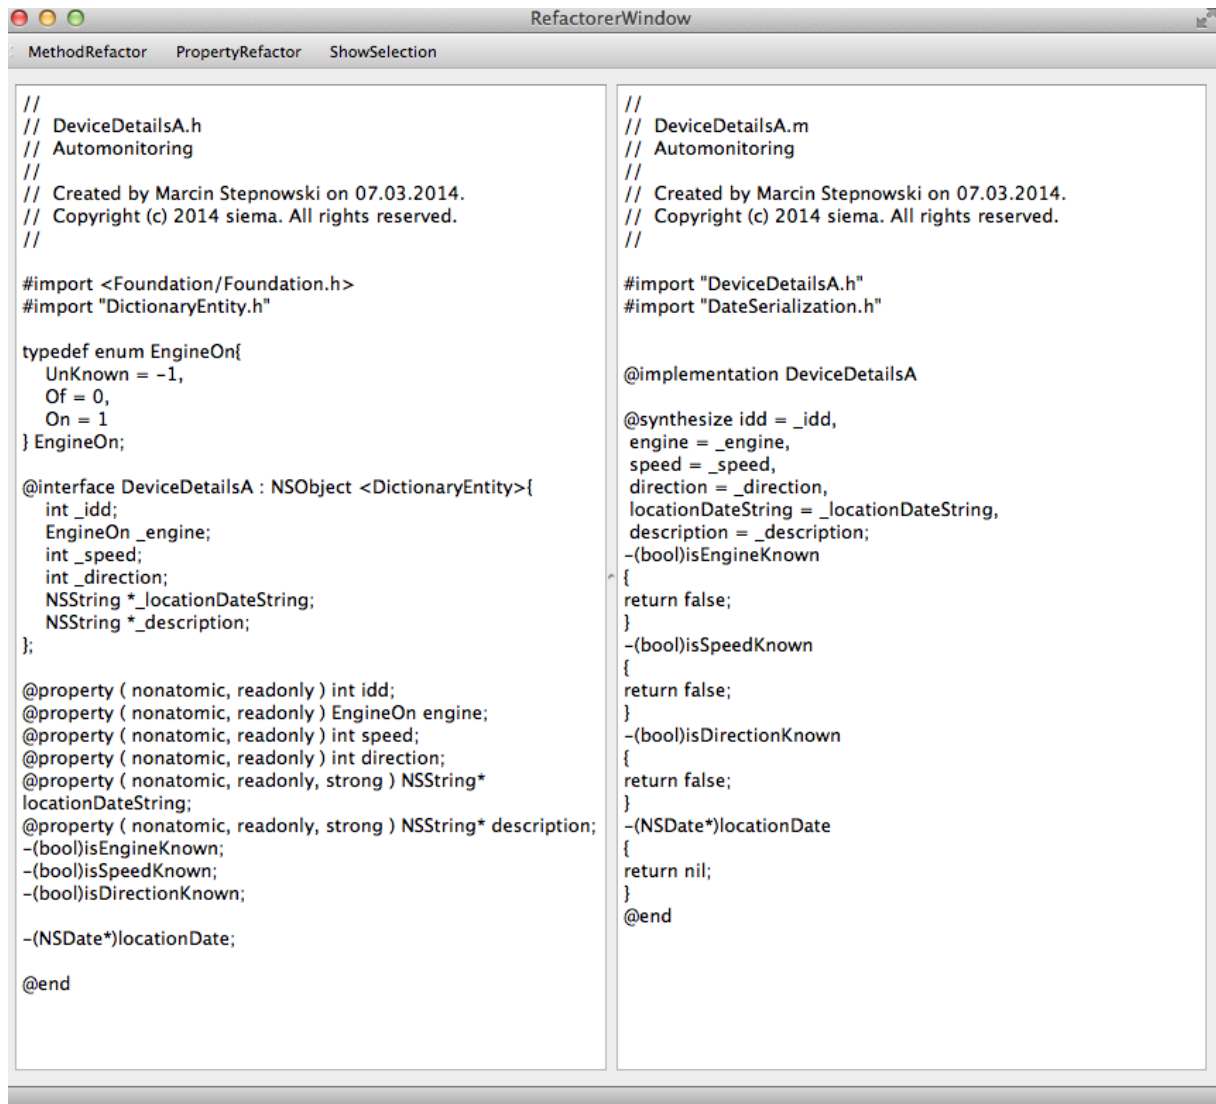 RefactorerWindow
MethodRefactor PropertyRefactor ShowSelection
//
// DeviceDetailsA.h
// Automonitoring
//
// Created by Marcin Stepnowski on 07.03.2014.
// Copyright (c) 2014 siema. All rights reserved.
//
#import <Foundation/Foundation.h>
#import "DictionaryEntity.h"
typedef enum EngineOn{
UnKnown = -1,
Of = 0,
On = 1
} EngineOn;
@interface DeviceDetailsA : NSObject <DictionaryEntity>{
int _idd;
EngineOn _engine;
int _speed;
int _direction;
NSString *_locationDateString;
NSString *_description;
};
@property ( nonatomic, readonly ) int idd;
@property ( nonatomic, readonly ) EngineOn engine;
@property ( nonatomic, readonly ) int speed;
@property ( nonatomic, readonly ) int direction;
@property ( nonatomic, readonly, strong ) NSString*
locationDateString;
@property ( nonatomic, readonly, strong ) NSString* description;
-(bool)isEngineKnown;
-(bool)isSpeedKnown;
-(bool)isDirectionKnown;
-(NSDate*)locationDate;
@end
//
// DeviceDetailsA.m
// Automonitoring
//
// Created by Marcin Stepnowski on 07.03.2014.
// Copyright (c) 2014 siema. All rights reserved.
//
#import "DeviceDetailsA.h"
#import "DateSerialization.h"
@implementation DeviceDetailsA
@synthesize idd = _idd,
engine = _engine,
speed = _speed,
direction = _direction,
locationDateString = _locationDateString,
description = _description;
-(bool)isEngineKnown
{
return false;
}
-(bool)isSpeedKnown
{
return false;
}
-(bool)isDirectionKnown
{
return false;
}
-(NSDate*)locationDate
{
return nil;
}
@end